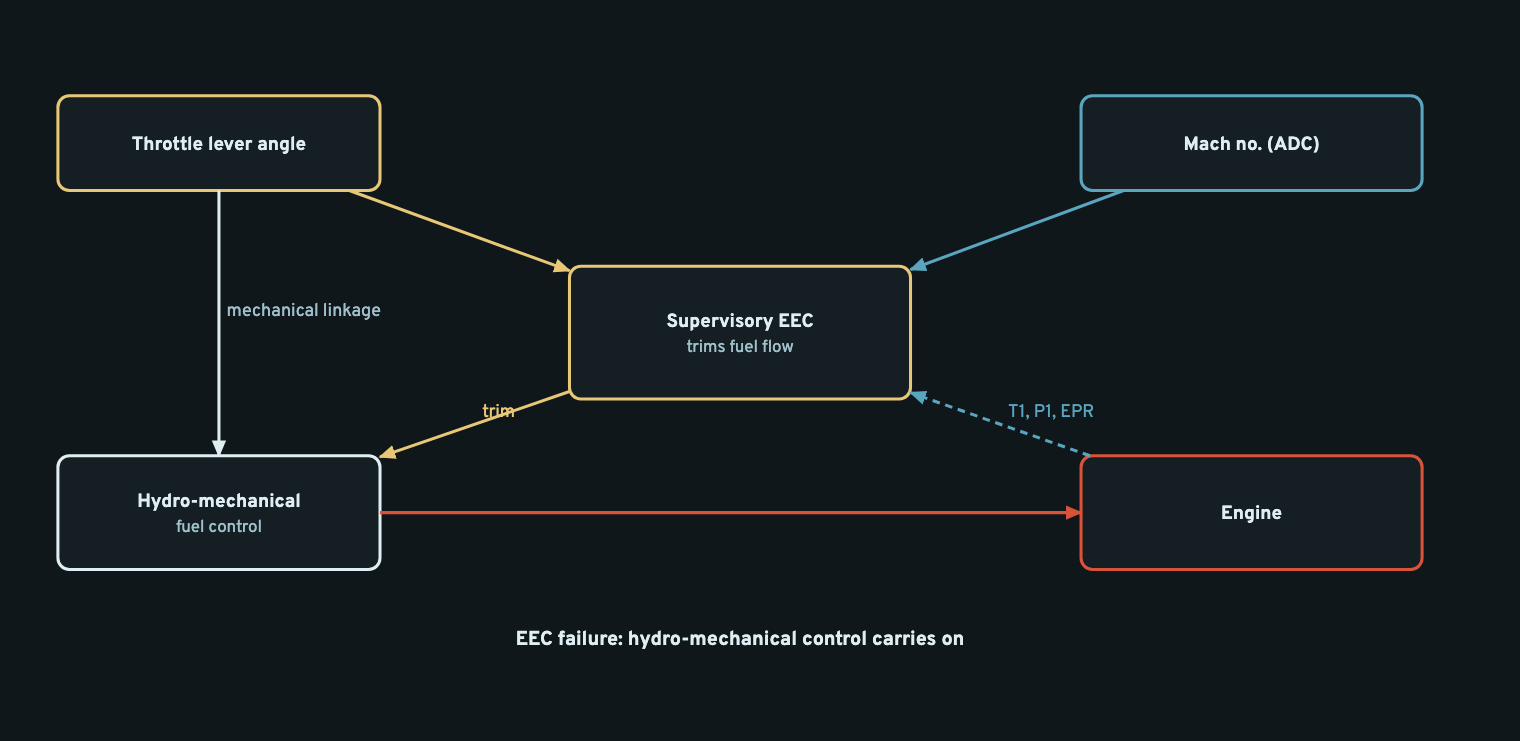 Throttle lever angle
Mach no. (ADC)
mechanical linkage
Supervisory EEC
trims fuel flow
trim
T1, P1, EPR
Hydro-mechanical
fuel control
Engine
EEC failure: hydro-mechanical control carries on